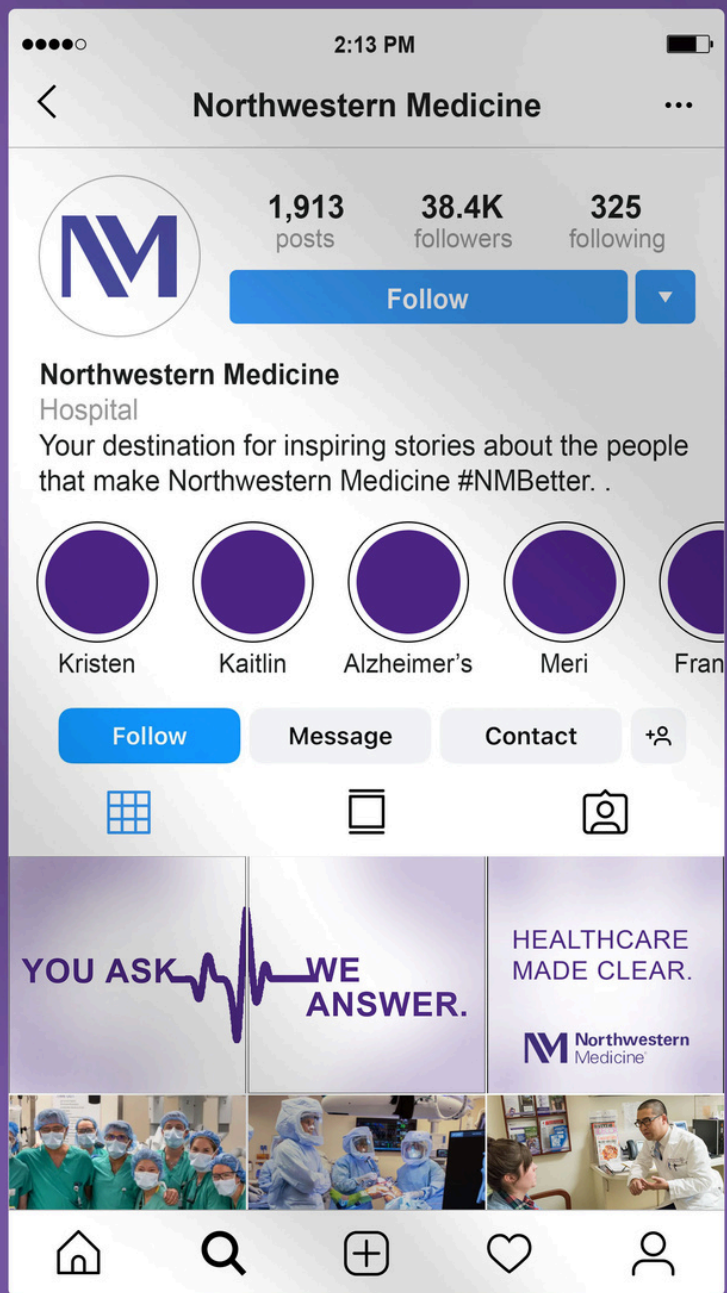 2:13 PM
Northwestern Medicine
1,913
posts
38.4K
followers
325
following
Follow
Northwestern Medicine
Hospital
Your destination for inspiring stories about the people
that make Northwestern Medicine #NMBetter. .
Kristen
Kaitlin
Alzheimer’s
Meri
Fran
Follow
Message
Contact
YOU ASK
WE
ANSWER.
HEALTHCARE
MADE CLEAR.
NM Northwestern
Medicine